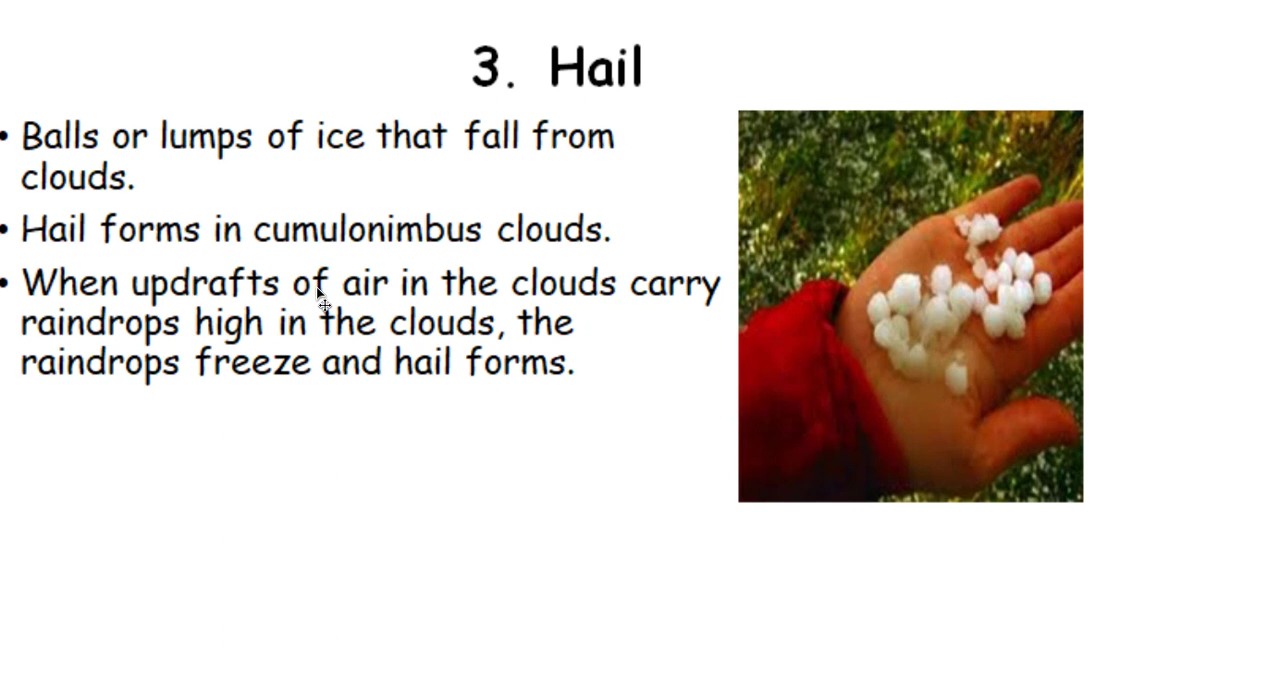 3. Hail
• Balls or lumps of ice that fall from
clouds.
• Hail forms in cumulonimbus clouds.
• When updrafts of air in the clouds carry
raindrops high in the clouds, the
raindrops freeze and hail forms.